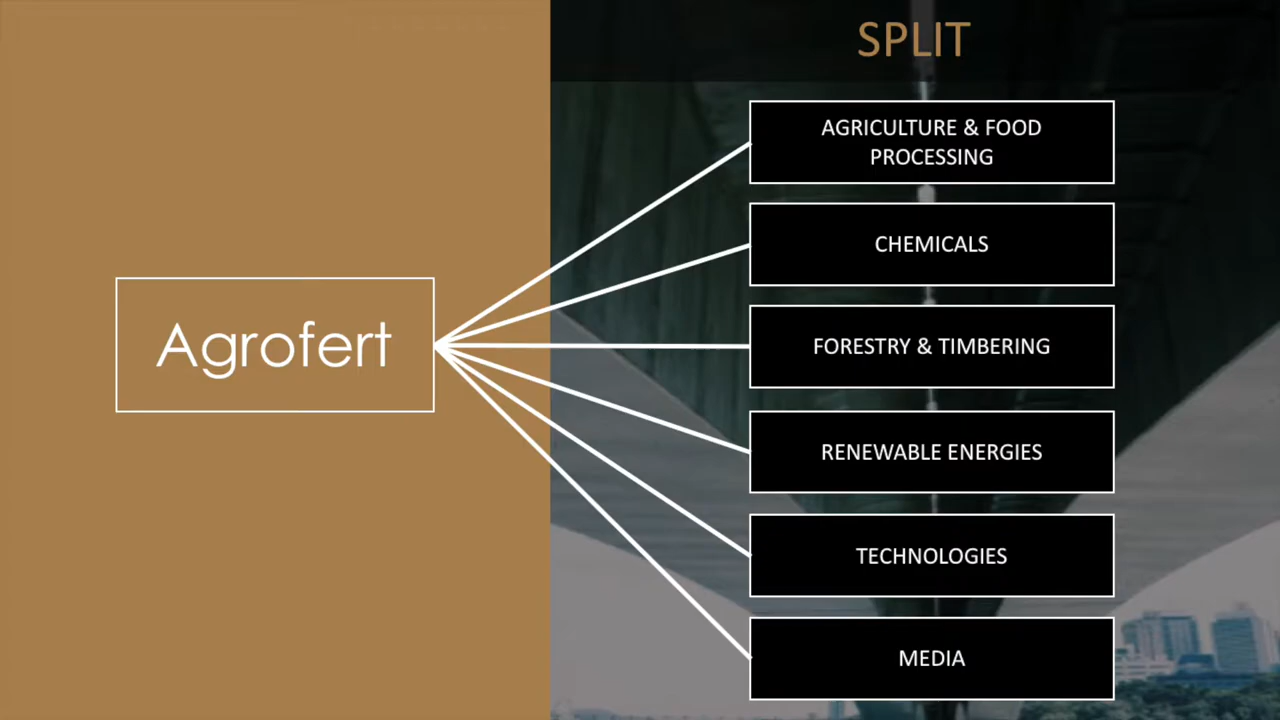 SPLIT
AGRICULTURE & FOOD
PROCESSING
CHEMICALS
Agrofert
FORESTRY & TIMBERING
RENEWABLE ENERGIES
TECHNOLOGIES
MEDIA